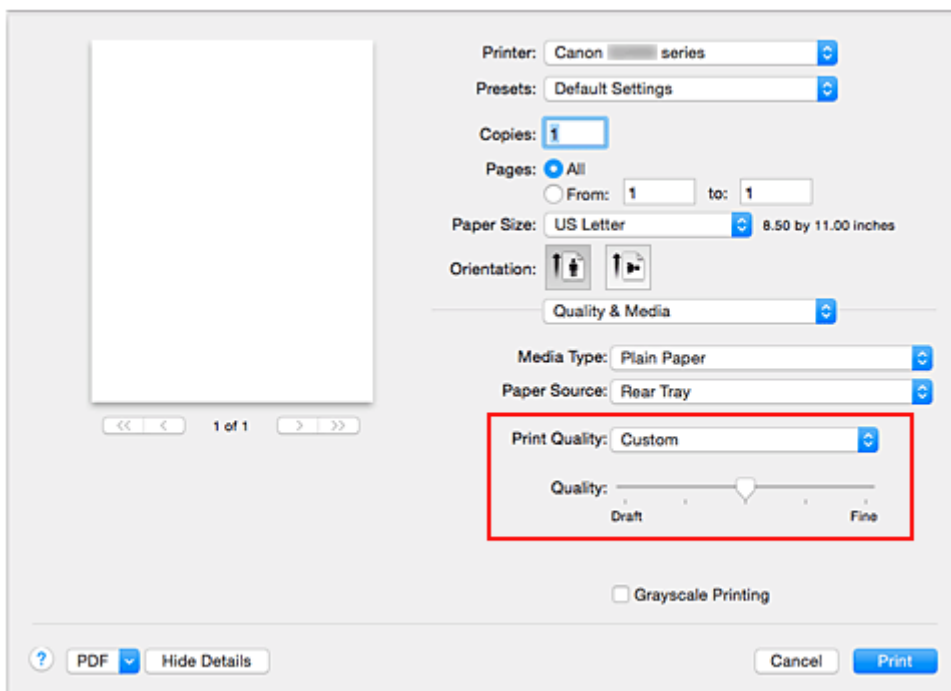 Printer: Canon series
Presets: Default Settings
Copies: 1
Pages: All
From: 1 to: 1
Paper Size: US Letter 8.50 by 11.00 inches
Orientation:
Quality & Media
Media Type: Plain Paper
Paper Source: Rear Tray
<< < 1 of 1 > >>
Print Quality: Custom
Quality:
Draft Fine
Grayscale Printing
? PDF Hide Details Cancel Print